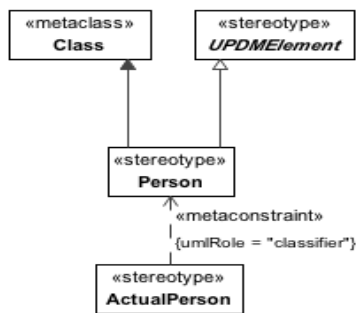 «metaclass»
Class
«stereotype»
UPDMElement
«stereotype»
Person
«metaconstraint»
{umlRole = "classifier"}
«stereotype»
ActualPerson